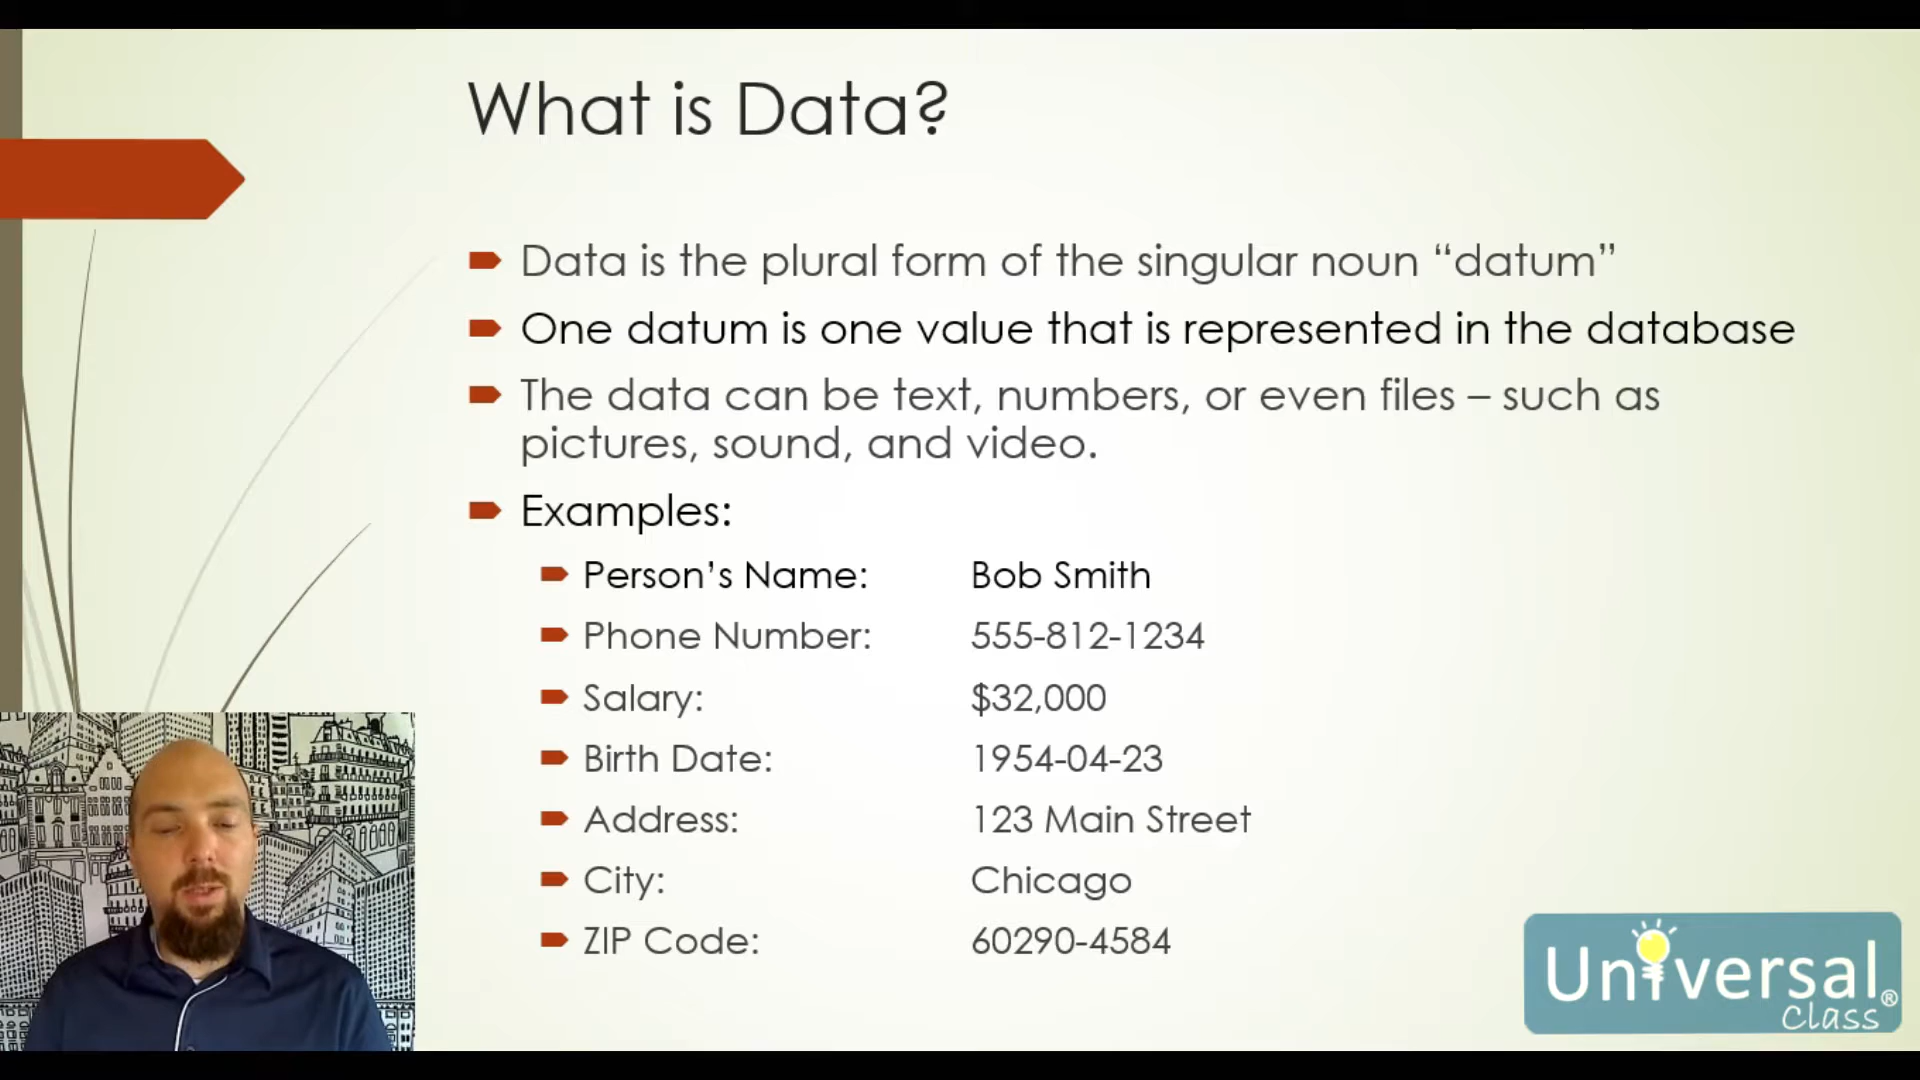 What is Data?
Data is the plural form of the singular noun “datum”
One datum is one value that is represented in the database
The data can be text, numbers, or even files – such as
pictures, sound, and video.
Examples:
Person’s Name: Bob Smith
Phone Number: 555-812-1234
Salary: $32,000
Birth Date: 1954-04-23
Address: 123 Main Street
City: Chicago
ZIP Code: 60290-4584
Universal®
Class